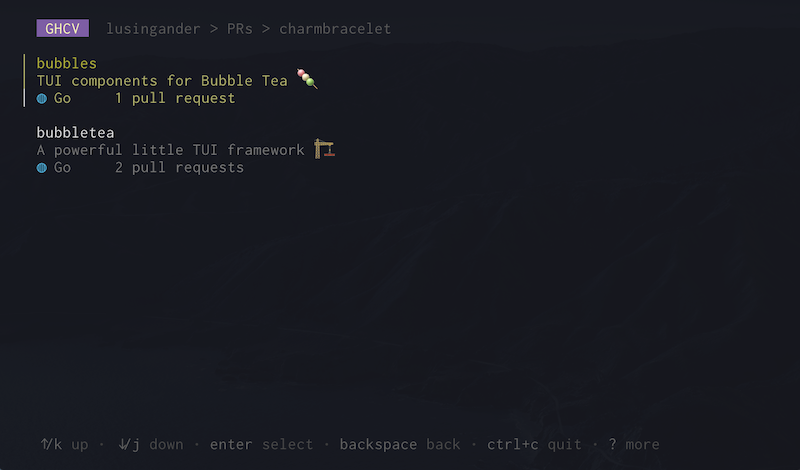 GHCV lusingander > PRs > charmbracelet
bubbles
TUI components for Bubble Tea 🍡
Go 1 pull request
bubbletea
A powerful little TUI framework 🏗
Go 2 pull requests
↑/k up · ↓/j down · enter select · backspace back · ctrl+c quit · ? more